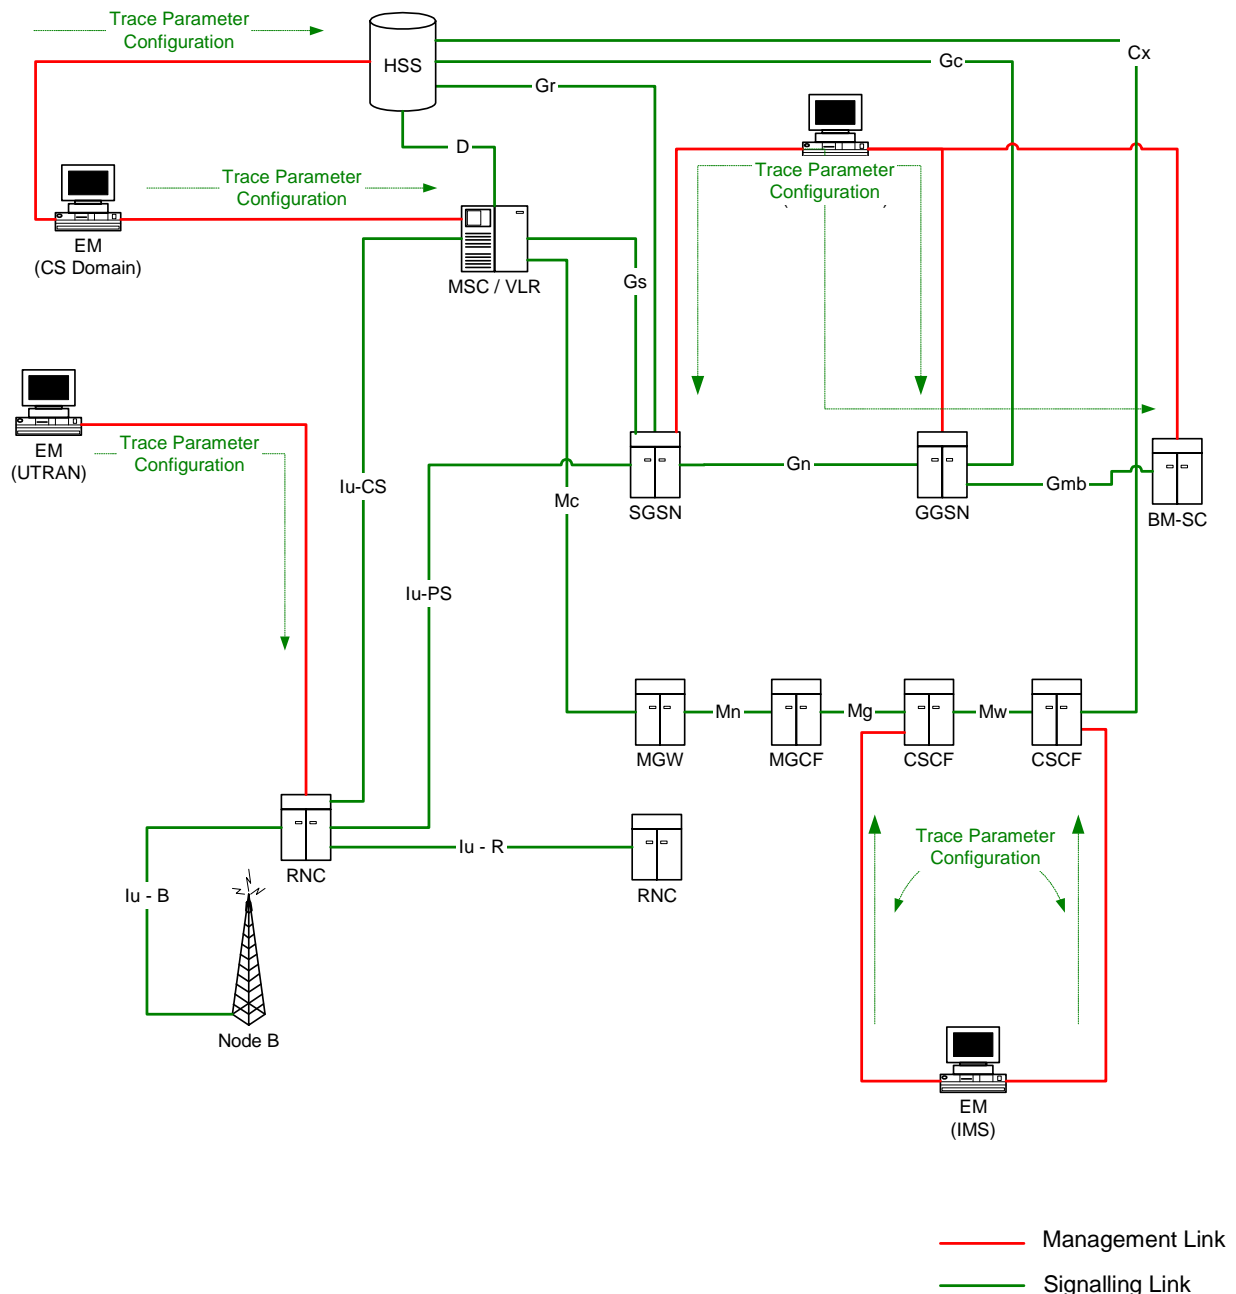 Trace Parameter
Configuration
HSS
Cx
Gc
Gr
D
Trace Parameter
Configuration
Trace Parameter
Configuration
EM
(CS Domain)
MSC / VLR
Gs
EM
(UTRAN)
Trace Parameter
Configuration
Iu-CS
Mc
SGSN
Gn
GGSN
Gmb
BM-SC
Iu-PS
MGW
Mn
MGCF
Mg
CSCF
Mw
CSCF
RNC
Iu - R
RNC
Trace Parameter
Configuration
Iu - B
Node B
EM
(IMS)
Management Link
Signalling Link